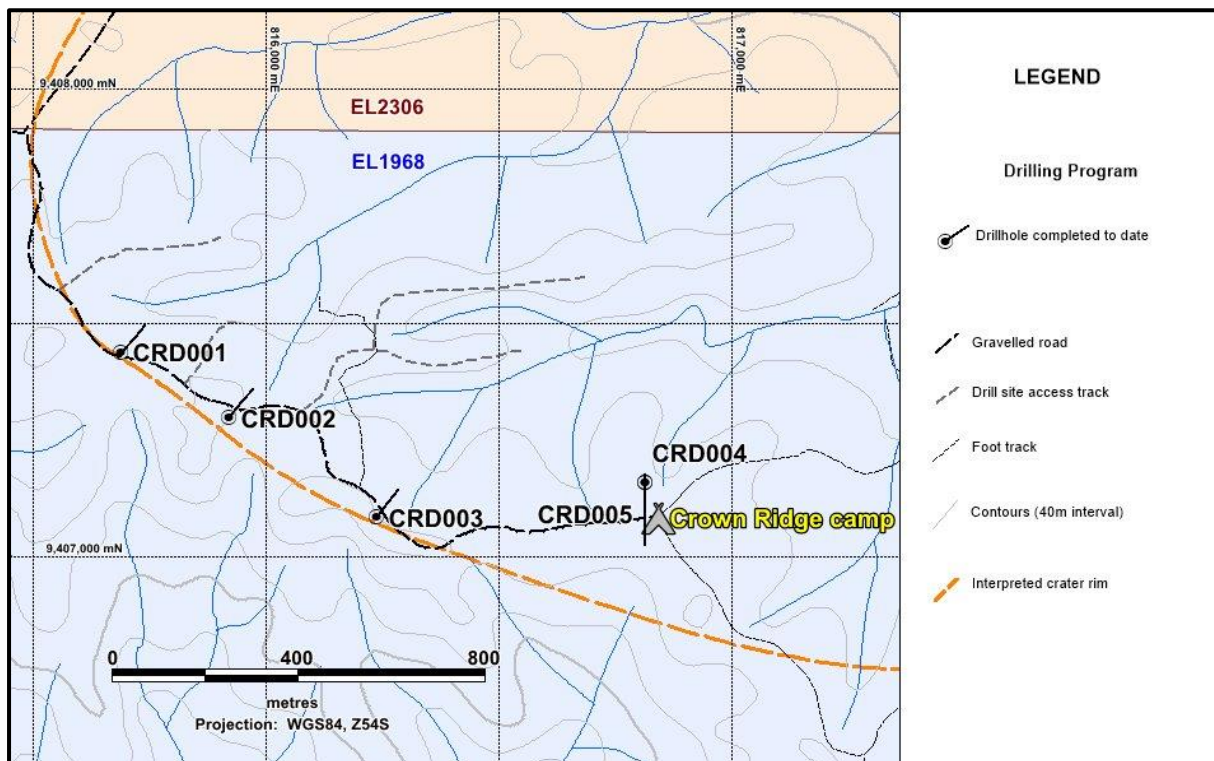 816,000 mE
817,000 mE
9,408,000 mN
EL2306
EL1968
CRD001
CRD002
CRD003
CRD004
CRD005
Crown Ridge camp
9,407,000 mN
0 400 800
metres
Projection: WGS84, Z54S
LEGEND
Drilling Program
Drillhole completed to date
Gravelled road
Drill site access track
Foot track
Contours (40m interval)
Interpreted crater rim